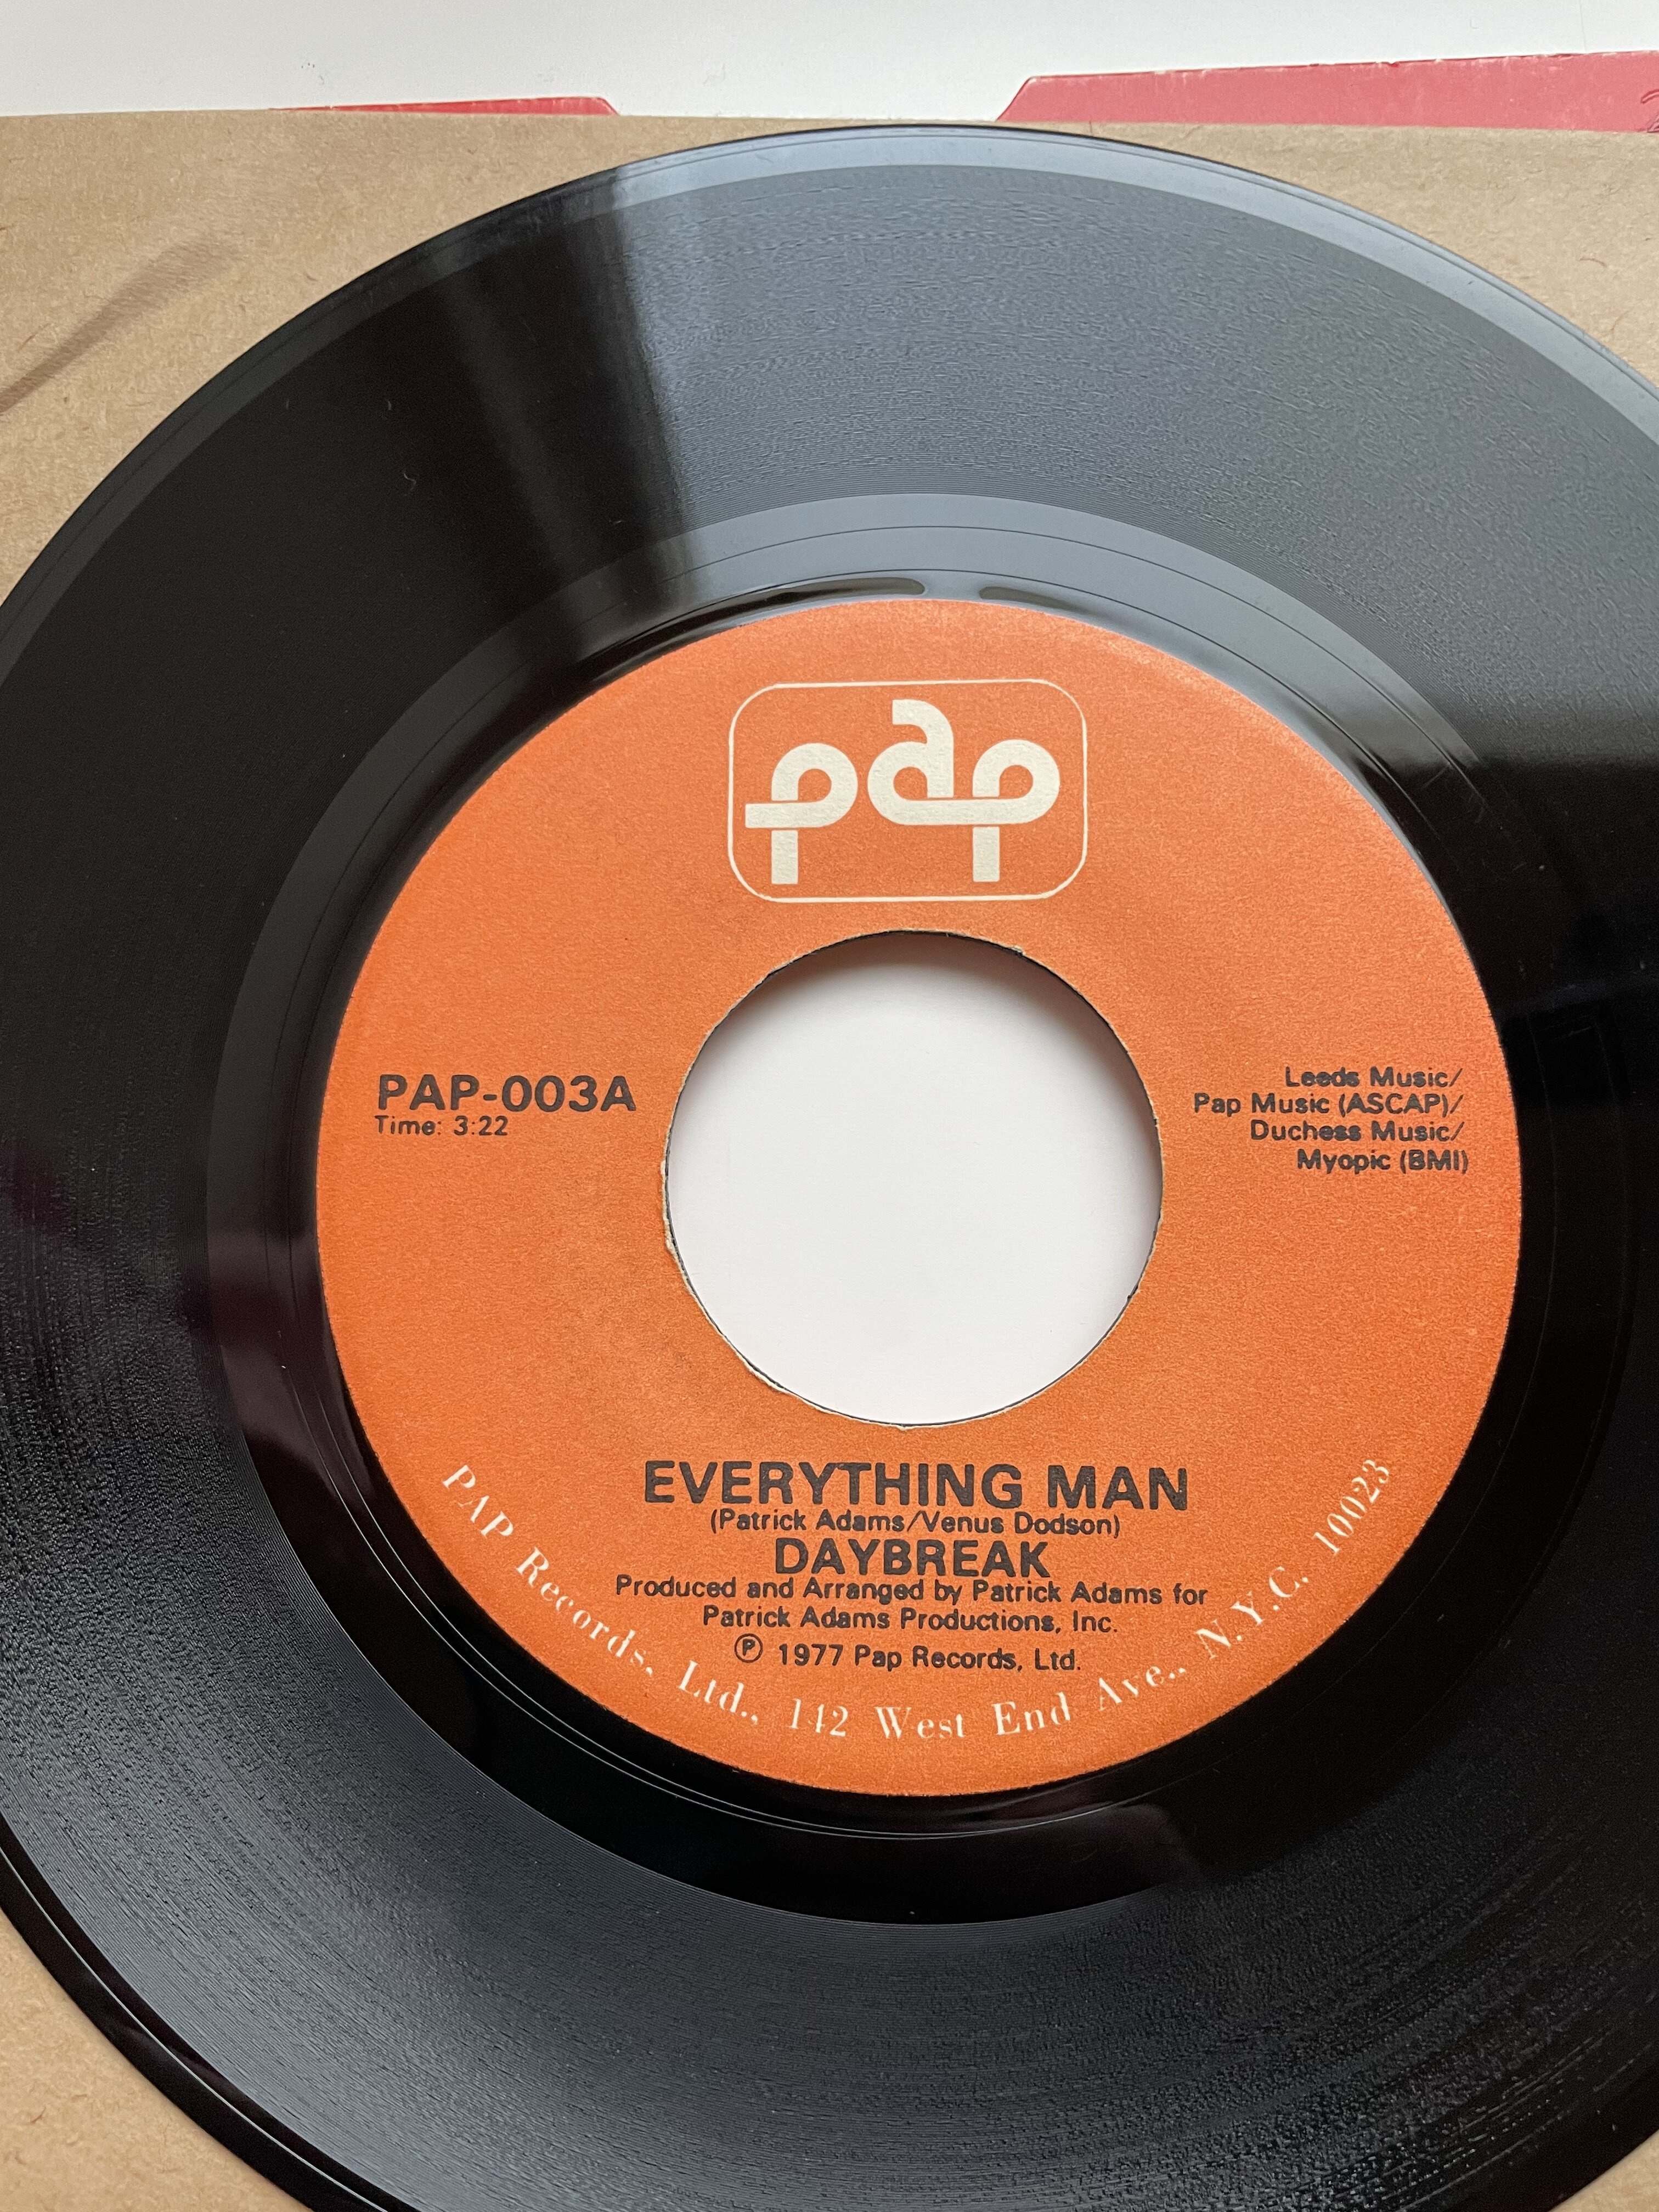 pap
PAP-003A
Time: 3:22
Leeds Music/
Pap Music (ASCAP)/
Duchess Music/
Myopic (BMI)
EVERYTHING MAN
(Patrick Adams/Venus Dodson)
DAYBREAK
Produced and Arranged by Patrick Adams for
Patrick Adams Productions, Inc.
℗ 1977 Pap Records, Ltd.
PAP Records, Ltd., 142 West End Ave., N.Y.C. 10023